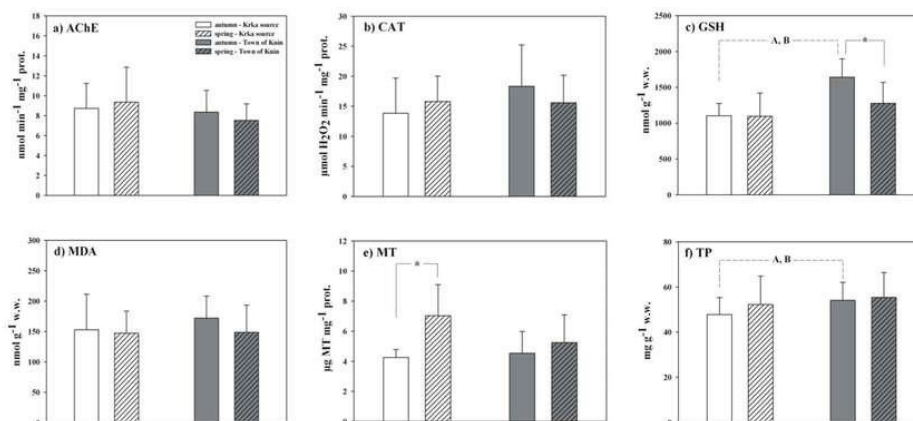 a) AChE
autumn - Krka source
spring - Krka source
autumn - Town of Knin
spring - Town of Knin
nmol min⁻¹ mg⁻¹ prot.
18
16
14
12
10
8
6
4
2
0
b) CAT
µmol H₂O₂ min⁻¹ mg⁻¹ prot.
30
25
20
15
10
5
0
c) GSH
A, B
*
nmol g⁻¹ w.w.
2500
2000
1500
1000
500
0
d) MDA
nmol g⁻¹ w.w.
300
250
200
150
100
50
0
e) MT
*
µg MT mg⁻¹ prot.
12
10
8
6
4
2
0
f) TP
A, B
mg g⁻¹ w.w.
80
60
40
20
0